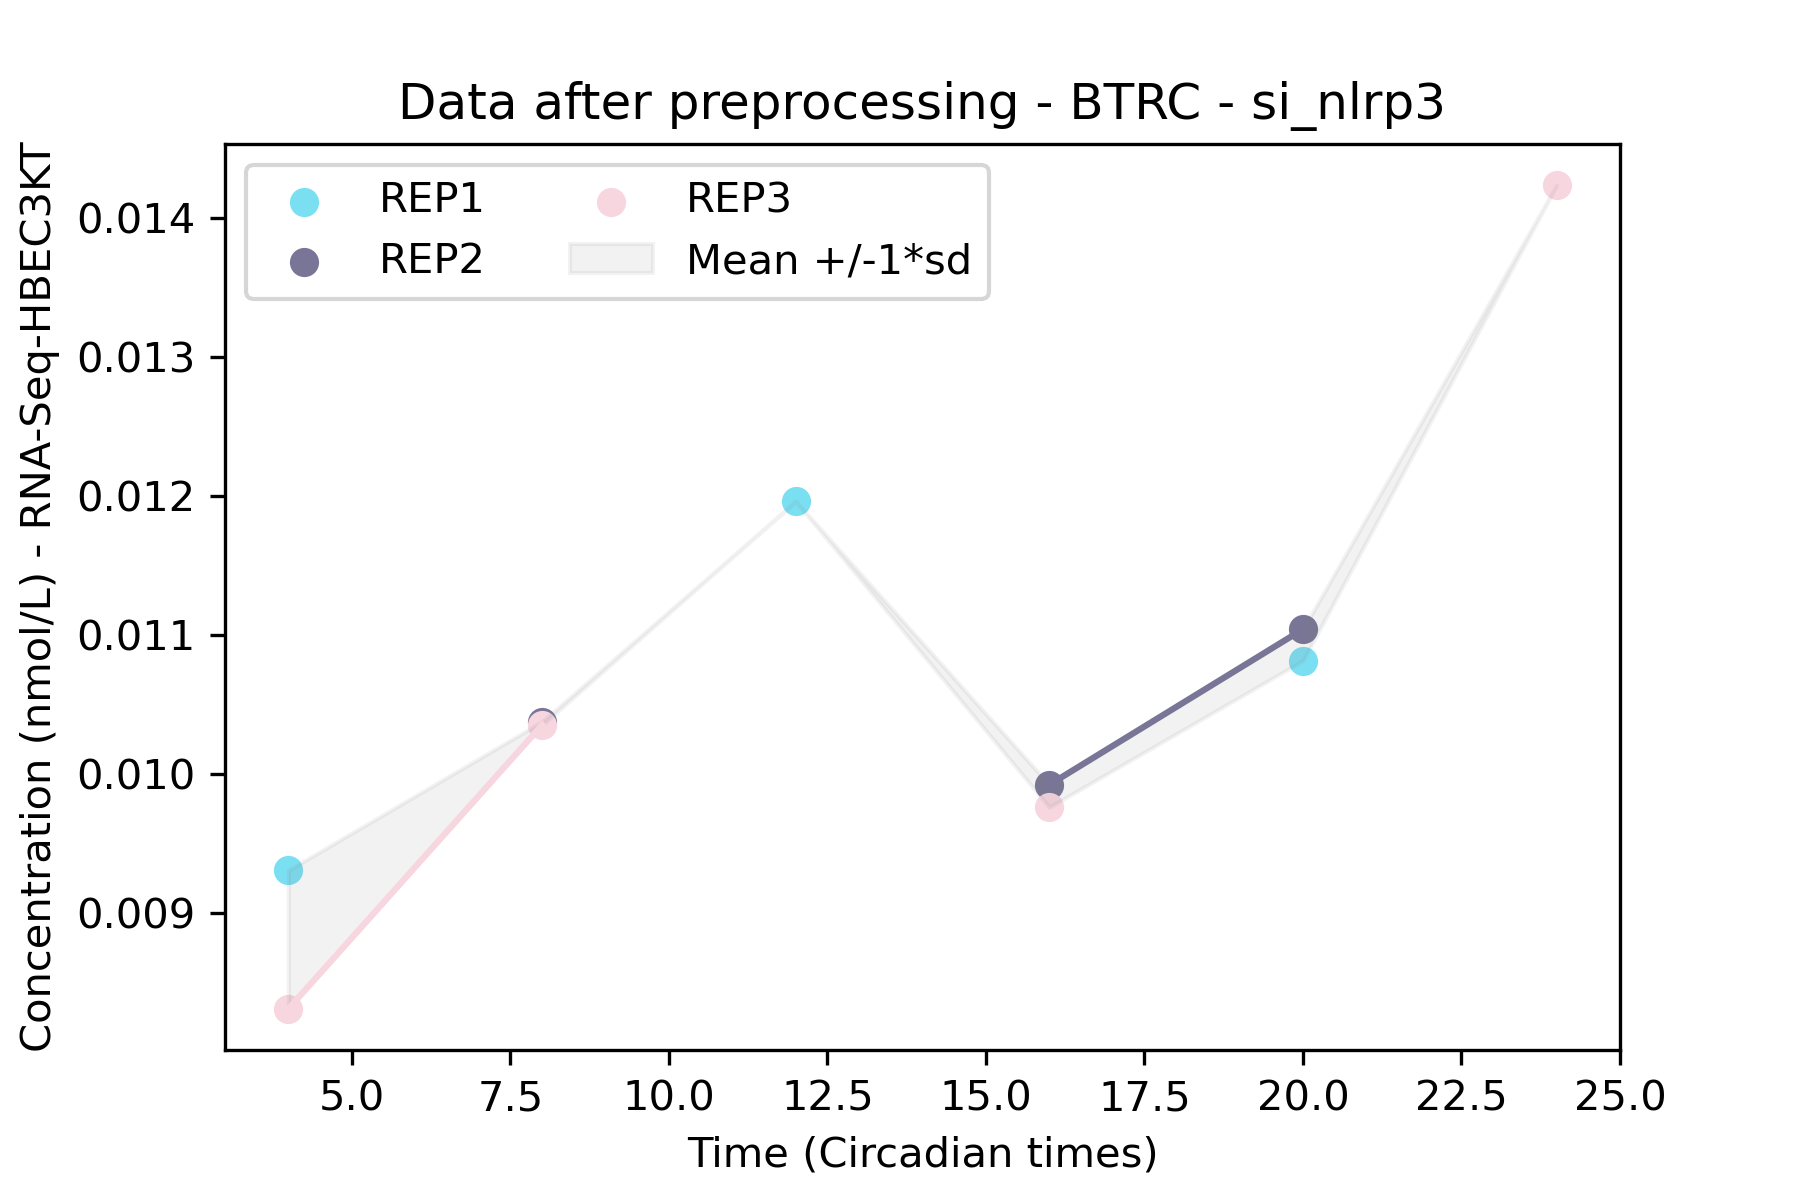 Data after preprocessing - BTRC - si_nlrp3
Concentration (nmol/L) - RNA-Seq-HBEC3KT
REP1
REP2
REP3
Mean +/-1*sd
0.014
0.013
0.012
0.011
0.010
0.009
5.0 7.5 10.0 12.5 15.0 17.5 20.0 22.5 25.0
Time (Circadian times)